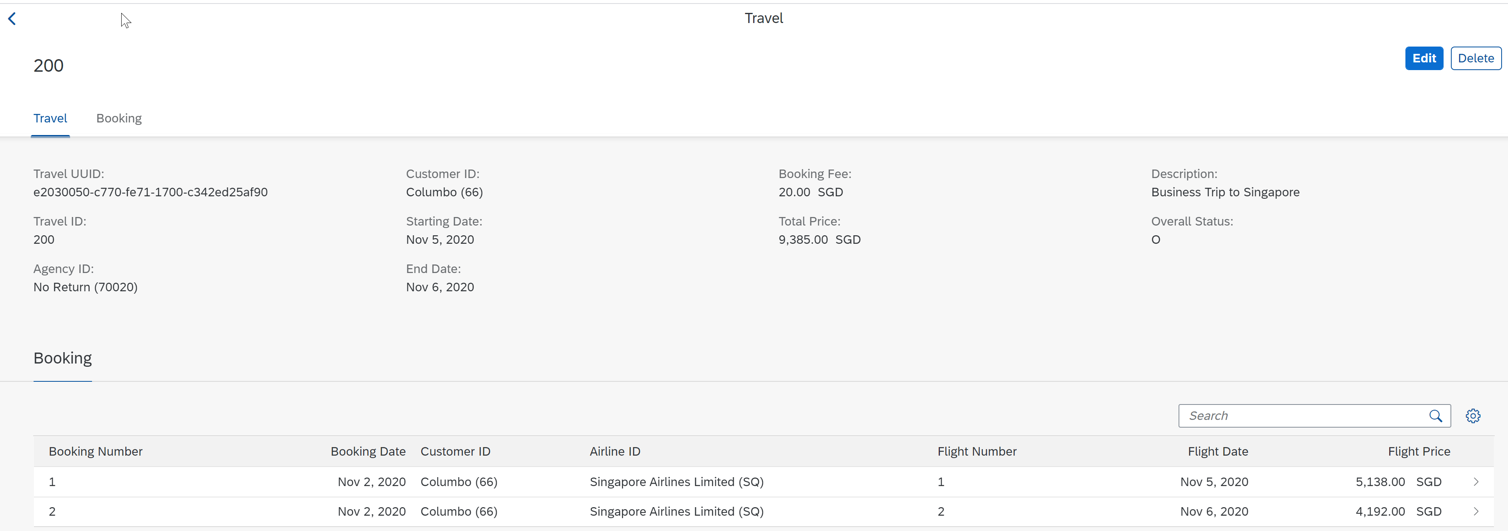 Travel
200
Edit Delete
Travel Booking
Travel UUID: Customer ID: Booking Fee: Description:
e2030050-c770-fe71-1700-c342ed25af90 Columbo (66) 20.00 SGD Business Trip to Singapore
Travel ID: Starting Date: Total Price: Overall Status:
200 Nov 5, 2020 9,385.00 SGD O
Agency ID: End Date:
No Return (70020) Nov 6, 2020
Booking
Search
Booking Number Booking Date Customer ID Airline ID Flight Number Flight Date Flight Price
1 Nov 2, 2020 Columbo (66) Singapore Airlines Limited (SQ) 1 Nov 5, 2020 5,138.00 SGD
2 Nov 2, 2020 Columbo (66) Singapore Airlines Limited (SQ) 2 Nov 6, 2020 4,192.00 SGD